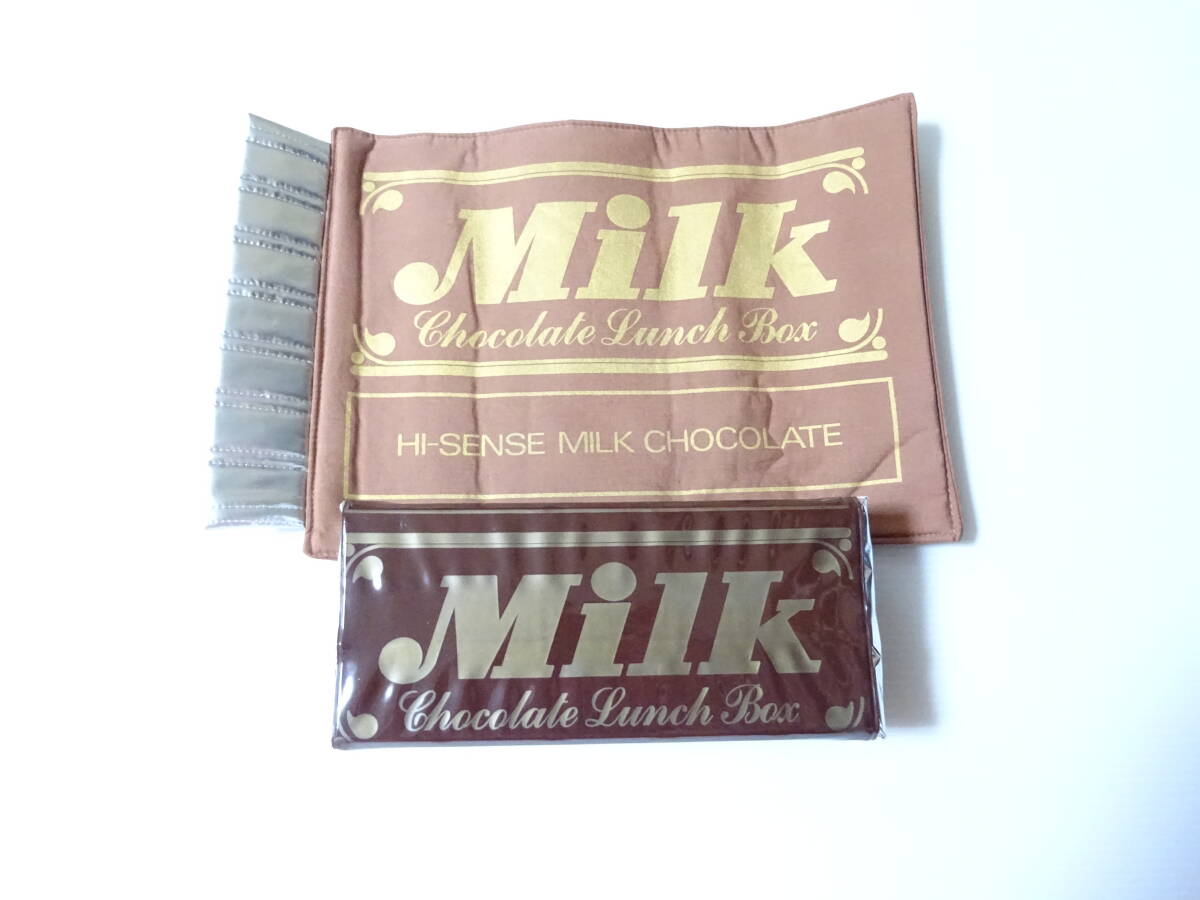 Milk
Chocolate Lunch Box
HI-SENSE MILK CHOCOLATE
Milk
Chocolate Lunch Box